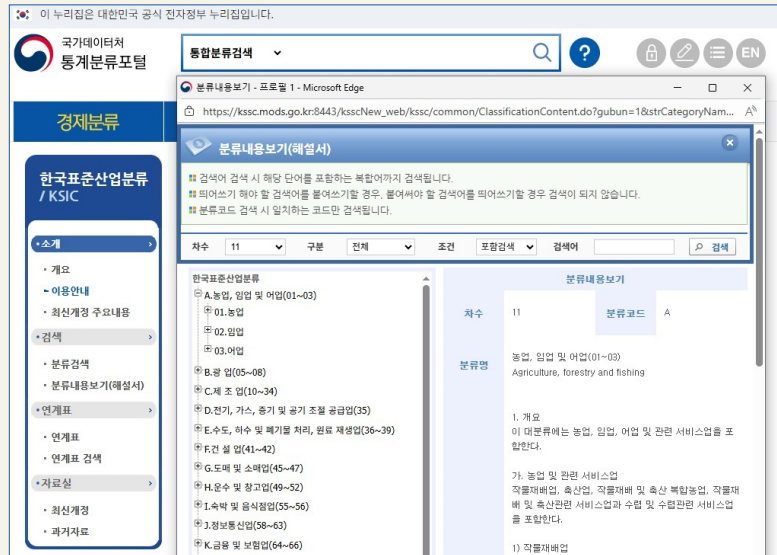 이 누리집은 대한민국 공식 전자정부 누리집입니다.
국가데이터처
통계분류포털
통합분류검색
?
EN
분류내용보기 - 프로필 1 - Microsoft Edge
https://kssc.mods.go.kr:8443/ksscNew_web/kssc/common/ClassificationContent.do?gubun=1&strCategoryNam...
경제분류
분류내용보기(해설서)
검색어 검색 시 해당 단어를 포함하는 복합어까지 검색됩니다.
띄어쓰기 해야 할 검색어를 붙여쓰기할 경우, 붙여써야 할 검색어를 띄어쓰기할 경우 검색이 되지 않습니다.
분류코드 검색 시 일치하는 코드만 검색됩니다.
차수 11 구분 전체 조건 포함검색 검색어 검색
한국표준산업분류
/ KSIC
소개
개요
이용안내
최신개정 주요내용
검색
분류검색
분류내용보기(해설서)
연계표
연계표
연계표 검색
자료실
최신개정
과거자료
한국표준산업분류
A.농업, 임업 및 어업(01~03)
01.농업
02.임업
03.어업
B.광 업(05~08)
C.제 조 업(10~34)
D.전기, 가스, 증기 및 공기 조절 공급업(35)
E.수도, 하수 및 폐기물 처리, 원료 재생업(36~39)
F.건 설 업(41~42)
G.도매 및 소매업(45~47)
H.운수 및 창고업(49~52)
I.숙박 및 음식점업(55~56)
J.정보통신업(58~63)
K.금융 및 보험업(64~66)
분류내용보기
차수 11 분류코드 A
분류명
농업, 임업 및 어업(01~03)
Agriculture, forestry and fishing
1. 개요
이 대분류에는 농업, 임업, 어업 및 관련 서비스업을 포
함한다.
가. 농업 및 관련 서비스업
작물재배업, 축산업, 작물재배 및 축산 복합농업, 작물재
배 및 축산관련 서비스업과 수렵 및 수렵관련 서비스업
을 포함한다.
1) 작물재배업